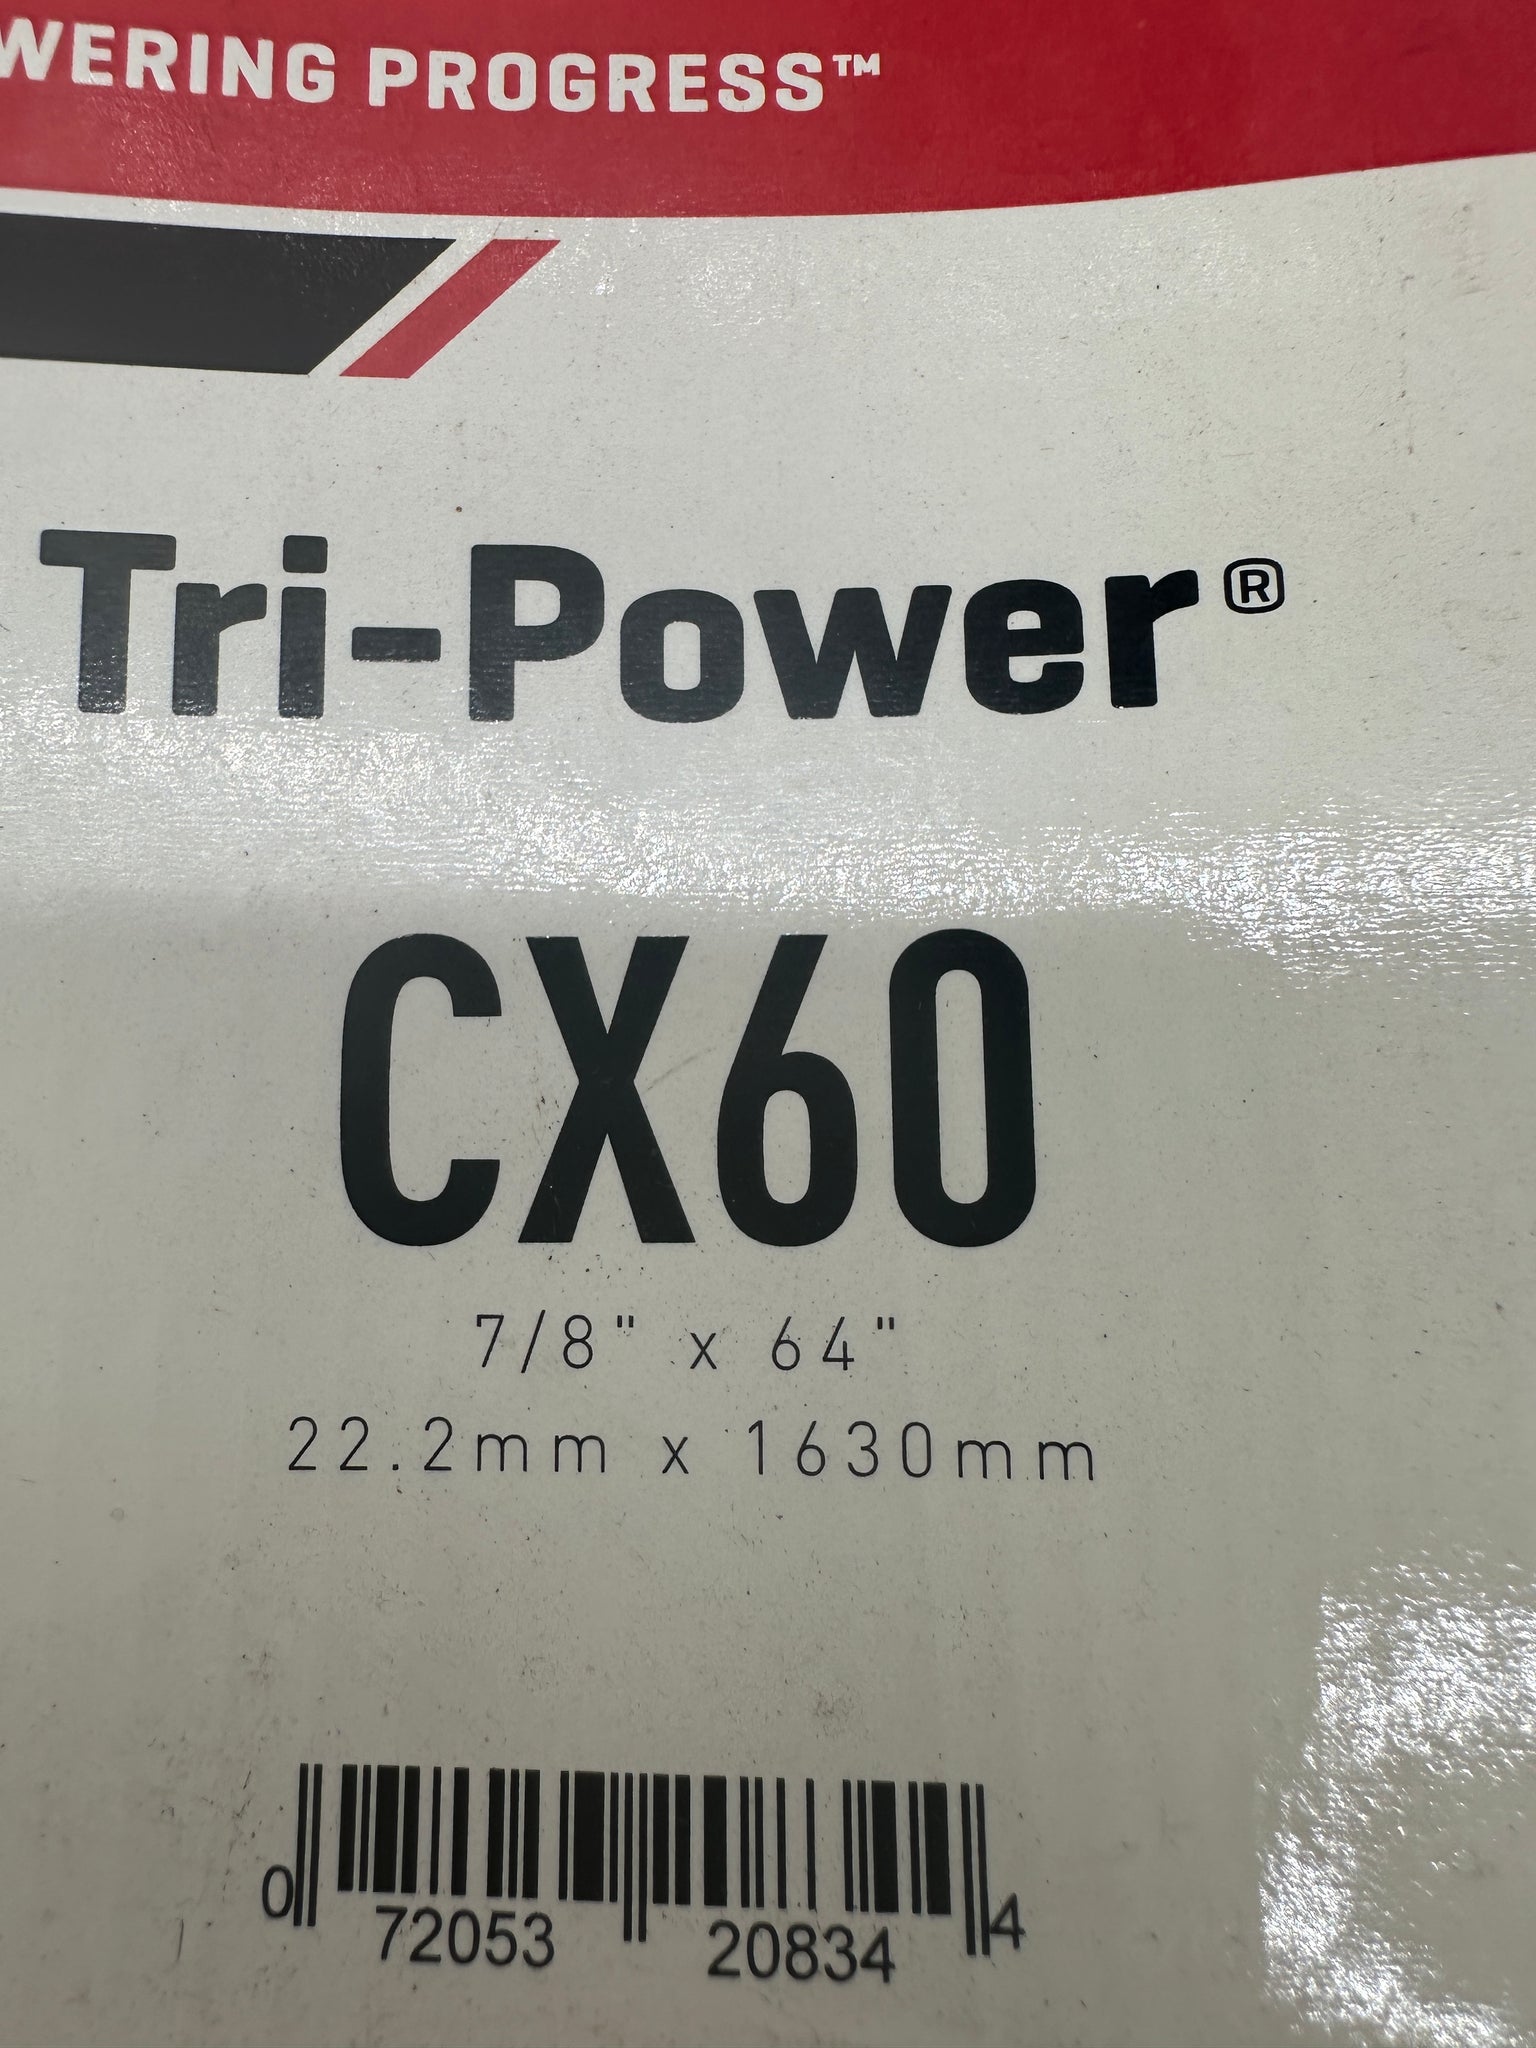 WERING PROGRESS™
Tri-Power®
CX60
7/8" x 64"
22.2mm x 1630mm
0 72053 20834 4